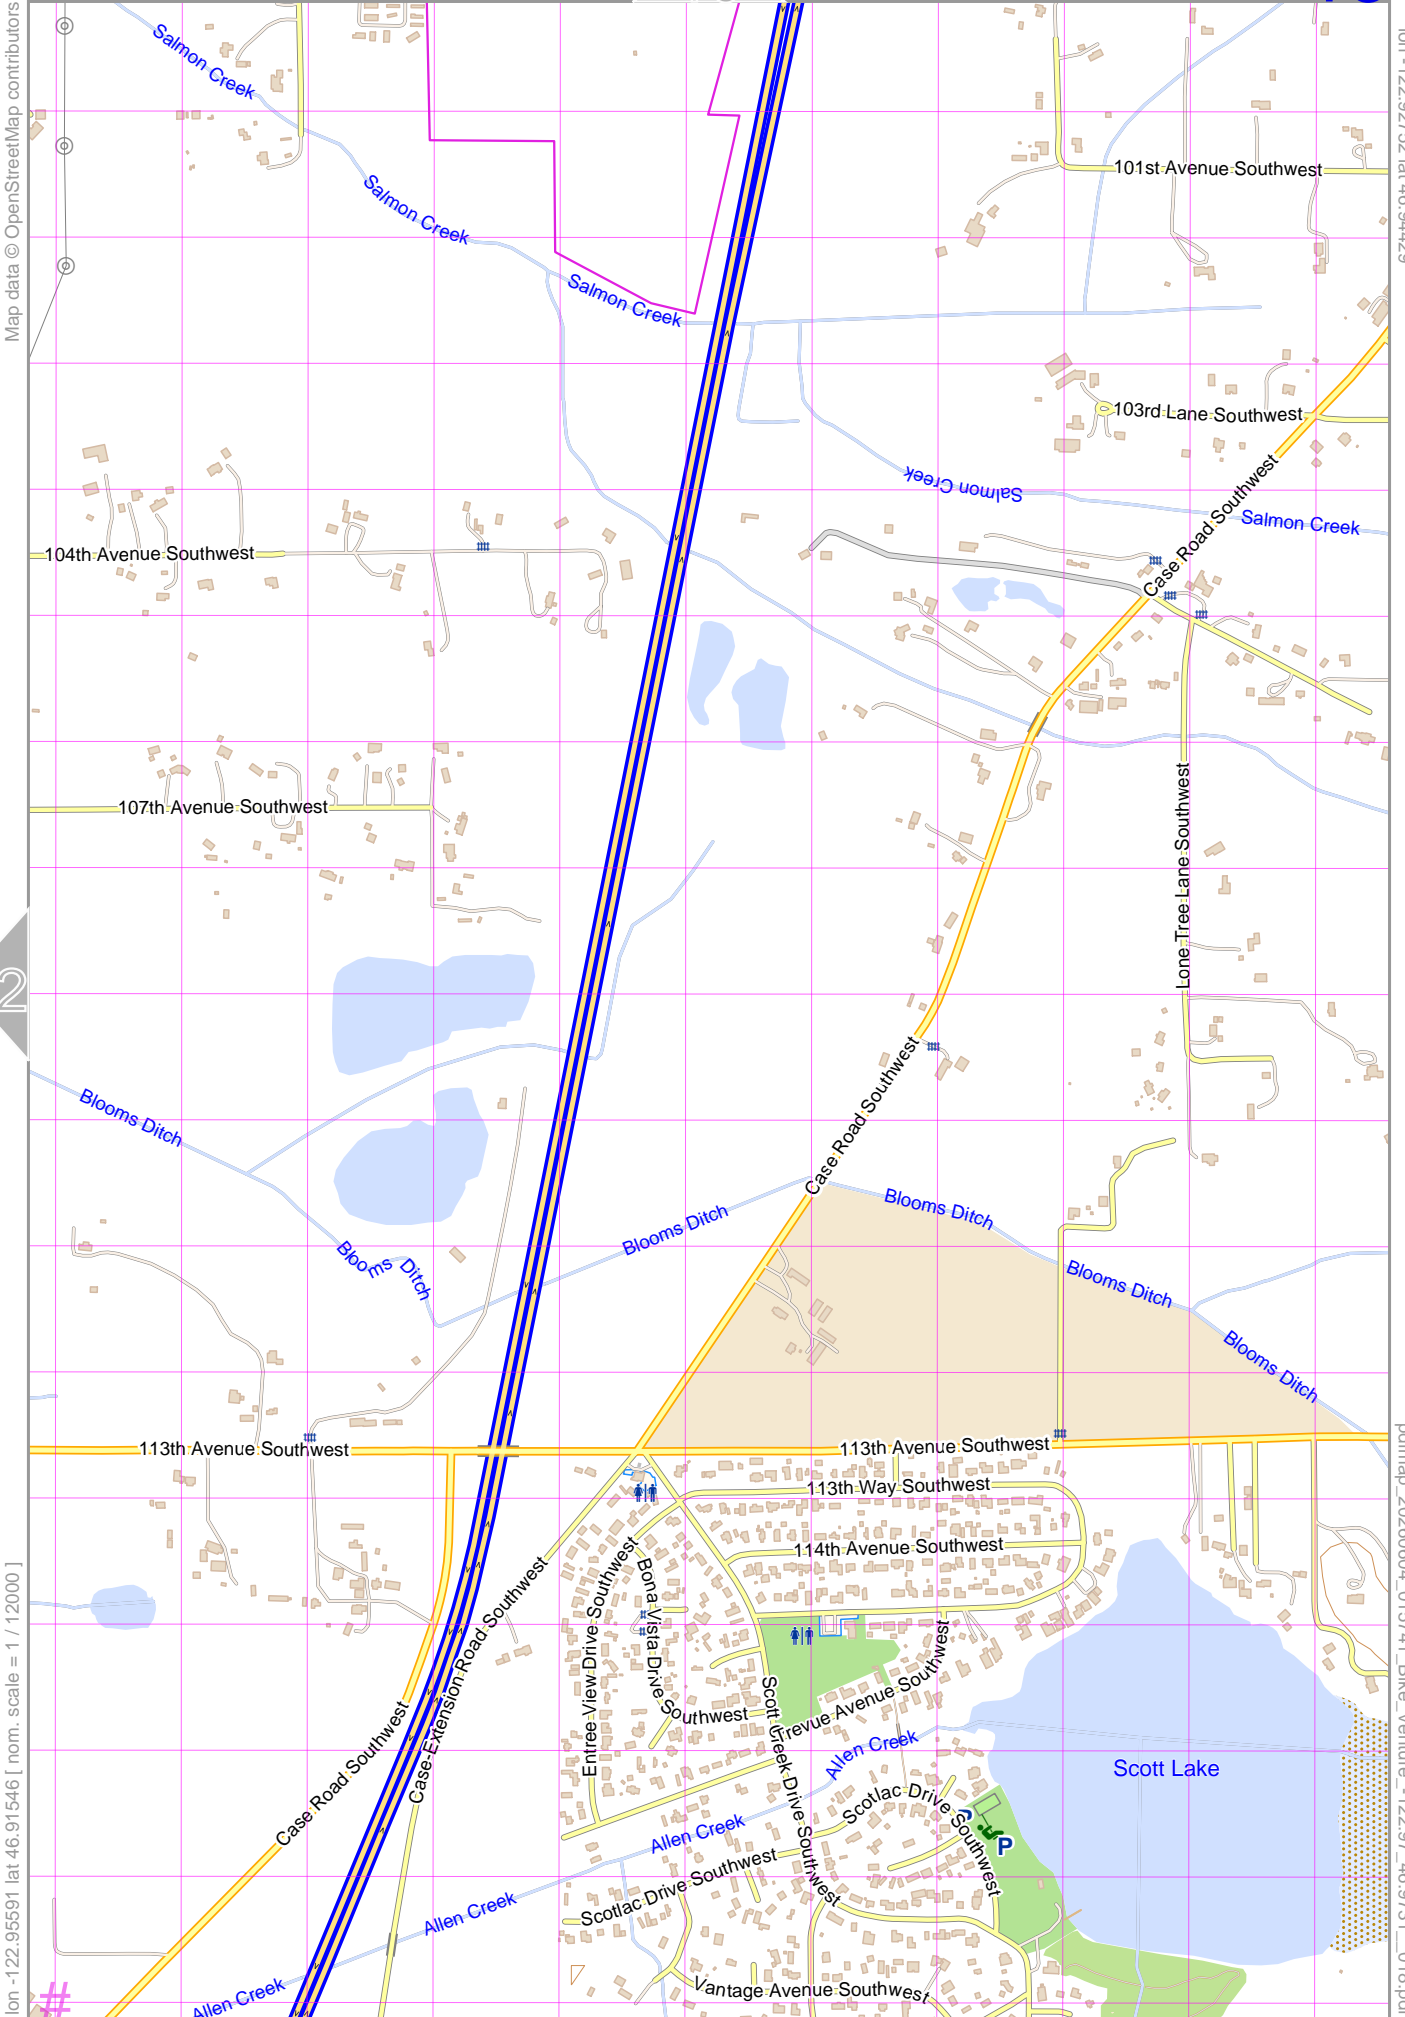 Salmon Creek
Salmon Creek
Salmon Creek
101st Avenue Southwest
103rd Lane Southwest
Case Road Southwest
Salmon Creek
Salmon Creek
104th Avenue Southwest
107th Avenue Southwest
Lone Tree Lane Southwest
2
Case Road Southwest
Blooms Ditch
Blooms Ditch
Blooms Ditch
Blooms Ditch
Blooms Ditch
Blooms Ditch
113th Avenue Southwest
113th Avenue Southwest
113th Way Southwest
114th Avenue Southwest
Entree View Drive Southwest
Bona Vista Drive Southwest
Case Road Southwest
Case Extension Road Southwest
Scott Creek Drive Southwest
Trevue Avenue Southwest
Allen Creek
Scott Lake
Scotlac Drive Southwest
P
P
Allen Creek
Scotlac Drive Southwest
Allen Creek
Allen Creek
Vantage Avenue Southwest
#
Map data © OpenStreetMap contributors
lon -122.95591 lat 46.91546 [ nom. scale = 1 / 12000 ]